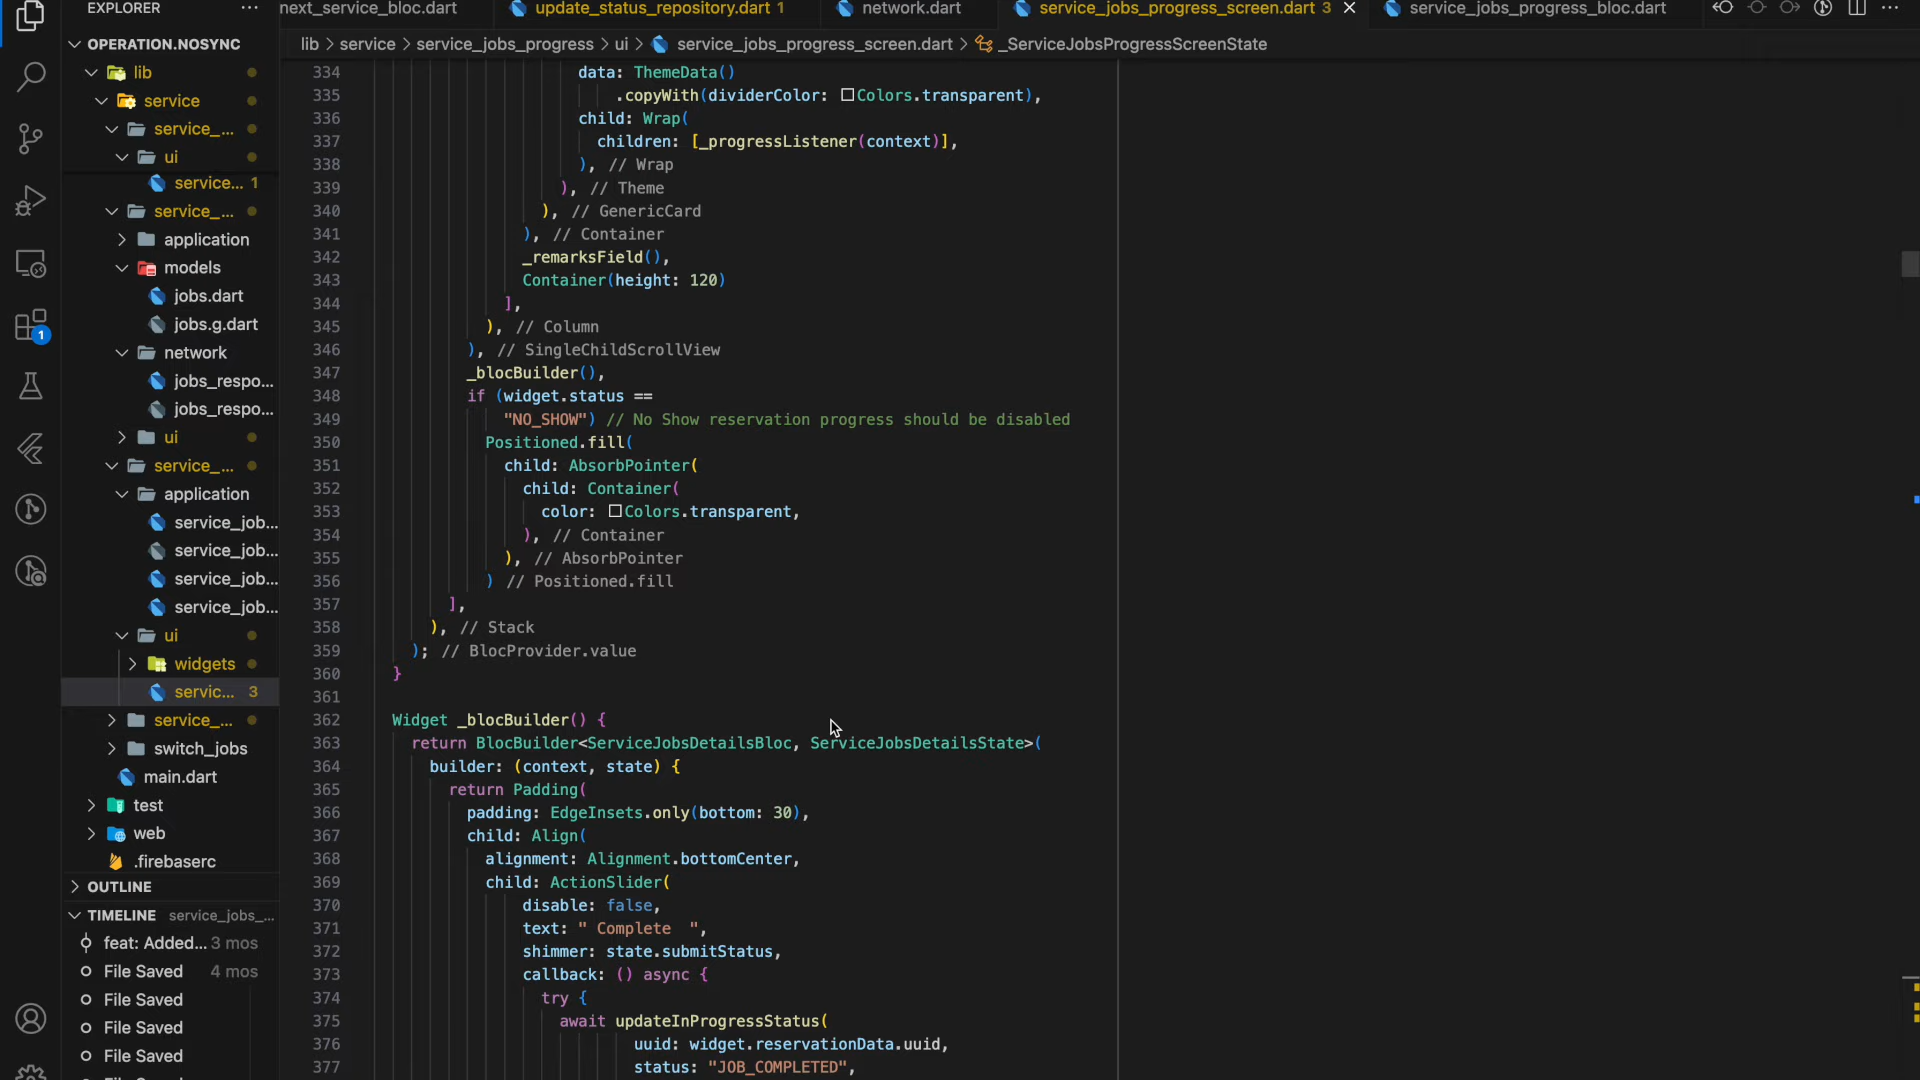 EXPLORER ...
next_service_bloc.dart
update_status_repository.dart 1
network.dart
service_jobs_progress_screen.dart 3
service_jobs_progress_bloc.dart
OPERATION.NOSYNC
lib > service > service_jobs_progress > ui > service_jobs_progress_screen.dart > _ServiceJobsProgressScreenState
lib
service
service_...
ui
service... 1
service_...
application
models
jobs.dart
jobs.g.dart
network
jobs_respo...
jobs_respo...
ui
service_...
application
service_job...
service_job...
service_job...
service_job...
ui
widgets
servic... 3
service_...
switch_jobs
main.dart
test
web
.firebaserc
OUTLINE
TIMELINE service_jobs_...
feat: Added... 3 mos
File Saved 4 mos
File Saved
File Saved
File Saved
1
334 data: ThemeData()
335 .copyWith(dividerColor: Colors.transparent),
336 child: Wrap(
337 children: [_progressListener(context)],
338 ), // Wrap
339 ), // Theme
340 ), // GenericCard
341 ), // Container
342 _remarksField(),
343 Container(height: 120)
344 ],
345 ), // Column
346 ), // SingleChildScrollView
347 _blocBuilder(),
348 if (widget.status ==
349 "NO_SHOW") // No Show reservation progress should be disabled
350 Positioned.fill(
351 child: AbsorbPointer(
352 child: Container(
353 color: Colors.transparent,
354 ), // Container
355 ), // AbsorbPointer
356 ) // Positioned.fill
357 ],
358 ), // Stack
359 ); // BlocProvider.value
360 }
361
362 Widget _blocBuilder() {
363 return BlocBuilder<ServiceJobsDetailsBloc, ServiceJobsDetailsState>(
364 builder: (context, state) {
365 return Padding(
366 padding: EdgeInsets.only(bottom: 30),
367 child: Align(
368 alignment: Alignment.bottomCenter,
369 child: ActionSlider(
370 disable: false,
371 text: " Complete  ",
372 shimmer: state.submitStatus,
373 callback: () async {
374 try {
375 await updateInProgressStatus(
376 uuid: widget.reservationData.uuid,
377 status: "JOB_COMPLETED",